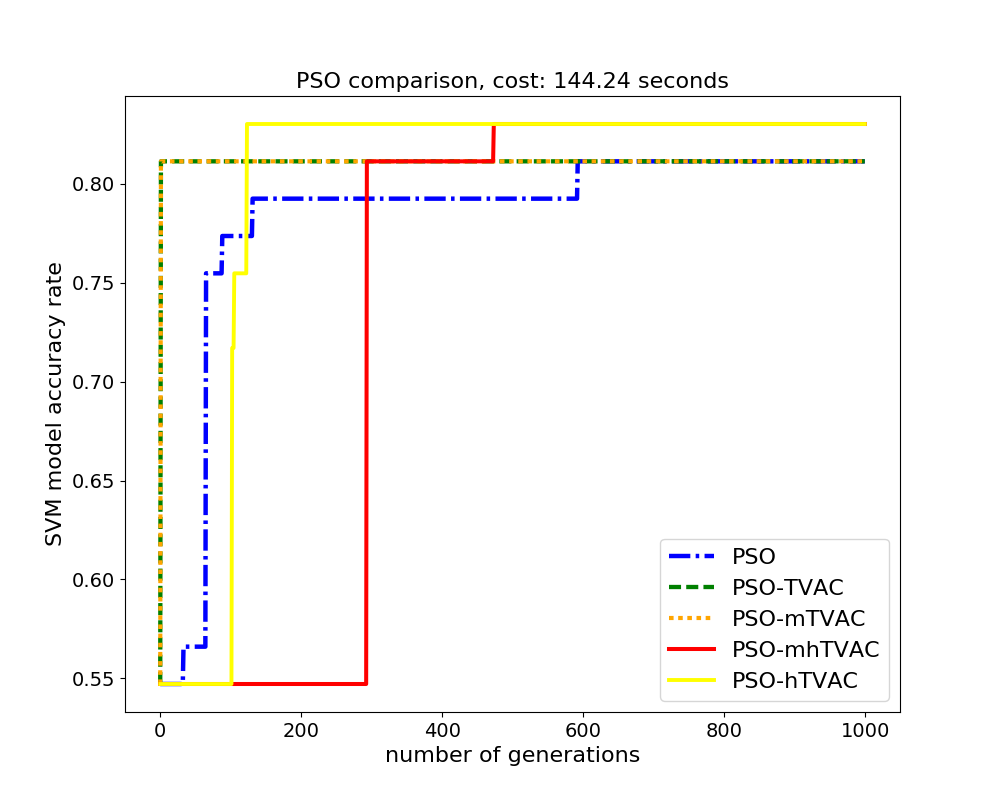 PSO comparison, cost: 144.24 seconds
SVM model accuracy rate
0.80
0.75
0.70
0.65
0.60
0.55
0 200 400 600 800 1000
number of generations
PSO
PSO-TVAC
PSO-mTVAC
PSO-mhTVAC
PSO-hTVAC